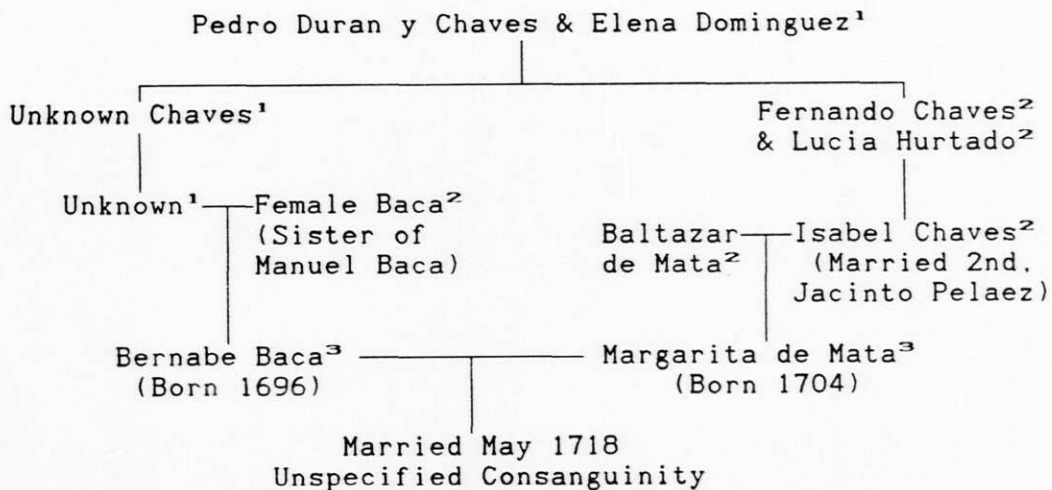 Pedro Duran y Chaves & Elena Dominguez¹
Unknown Chaves¹
Fernando Chaves²
& Lucia Hurtado²
Unknown¹
Female Baca²
(Sister of
Manuel Baca)
Baltazar
de Mata²
Isabel Chaves²
(Married 2nd.
Jacinto Pelaez)
Bernabe Baca³
(Born 1696)
Margarita de Mata³
(Born 1704)
Married May 1718
Unspecified Consanguinity